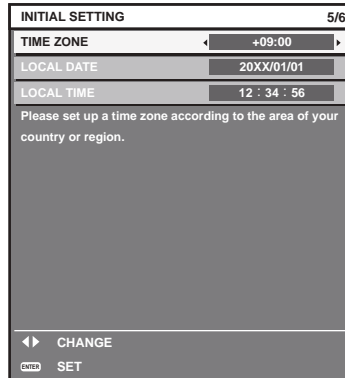 INITIAL SETTING 5/6
TIME ZONE +09:00
LOCAL DATE 20XX/01/01
LOCAL TIME 12 : 34 : 56
Please set up a time zone according to the area of your
country or region.
CHANGE
ENTER SET